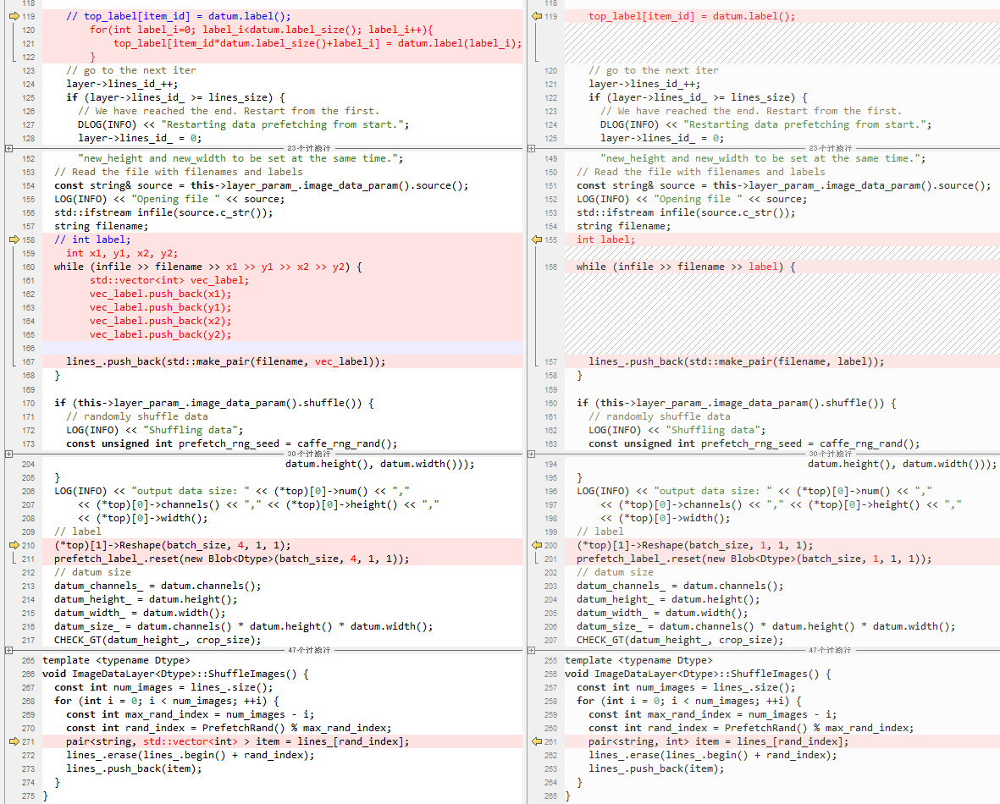 118
119 // top_label[item_id] = datum.label();
120 for(int label_i=0; label_i<datum.label_size(); label_i++){
121 top_label[item_id*datum.label_size()+label_i] = datum.label(label_i);
122 }
123 // go to the next iter
124 layer->lines_id_++;
125 if (layer->lines_id_ >= lines_size) {
126 // We have reached the end. Restart from the first.
127 DLOG(INFO) << "Restarting data prefetching from start.";
128 layer->lines_id_ = 0;
23个过滤行
152 "new_height and new_width to be set at the same time.";
153 // Read the file with filenames and labels
154 const string& source = this->layer_param_.image_data_param().source();
155 LOG(INFO) << "Opening file " << source;
156 std::ifstream infile(source.c_str());
157 string filename;
158 // int label;
159 int x1, y1, x2, y2;
160 while (infile >> filename >> x1 >> y1 >> x2 >> y2) {
161 std::vector<int> vec_label;
162 vec_label.push_back(x1);
163 vec_label.push_back(y1);
164 vec_label.push_back(x2);
165 vec_label.push_back(y2);
166
167 lines_.push_back(std::make_pair(filename, vec_label));
168 }
169
170 if (this->layer_param_.image_data_param().shuffle()) {
171 // randomly shuffle data
172 LOG(INFO) << "Shuffling data";
173 const unsigned int prefetch_rng_seed = caffe_rng_rand();
30个过滤行
204 datum.height(), datum.width()));
205 }
206 LOG(INFO) << "output data size: " << (*top)[0]->num() << ","
207 << (*top)[0]->channels() << "," << (*top)[0]->height() << ","
208 << (*top)[0]->width();
209 // label
210 (*top)[1]->Reshape(batch_size, 4, 1, 1);
211 prefetch_label_.reset(new Blob<Dtype>(batch_size, 4, 1, 1));
212 // datum size
213 datum_channels_ = datum.channels();
214 datum_height_ = datum.height();
215 datum_width_ = datum.width();
216 datum_size_ = datum.channels() * datum.height() * datum.width();
217 CHECK_GT(datum_height_, crop_size);
47个过滤行
265 template <typename Dtype>
266 void ImageDataLayer<Dtype>::ShuffleImages() {
267 const int num_images = lines_.size();
268 for (int i = 0; i < num_images; ++i) {
269 const int max_rand_index = num_images - i;
270 const int rand_index = PrefetchRand() % max_rand_index;
271 pair<string, std::vector<int> > item = lines_[rand_index];
272 lines_.erase(lines_.begin() + rand_index);
273 lines_.push_back(item);
274 }
275 }
118
119 top_label[item_id] = datum.label();
120 // go to the next iter
121 layer->lines_id_++;
122 if (layer->lines_id_ >= lines_size) {
123 // We have reached the end. Restart from the first.
124 DLOG(INFO) << "Restarting data prefetching from start.";
125 layer->lines_id_ = 0;
23个过滤行
149 "new_height and new_width to be set at the same time.";
150 // Read the file with filenames and labels
151 const string& source = this->layer_param_.image_data_param().source();
152 LOG(INFO) << "Opening file " << source;
153 std::ifstream infile(source.c_str());
154 string filename;
155 int label;
156 while (infile >> filename >> label) {
157 lines_.push_back(std::make_pair(filename, label));
158 }
159
160 if (this->layer_param_.image_data_param().shuffle()) {
161 // randomly shuffle data
162 LOG(INFO) << "Shuffling data";
163 const unsigned int prefetch_rng_seed = caffe_rng_rand();
30个过滤行
194 datum.height(), datum.width()));
195 }
196 LOG(INFO) << "output data size: " << (*top)[0]->num() << ","
197 << (*top)[0]->channels() << "," << (*top)[0]->height() << ","
198 << (*top)[0]->width();
199 // label
200 (*top)[1]->Reshape(batch_size, 1, 1, 1);
201 prefetch_label_.reset(new Blob<Dtype>(batch_size, 1, 1, 1));
202 // datum size
203 datum_channels_ = datum.channels();
204 datum_height_ = datum.height();
205 datum_width_ = datum.width();
206 datum_size_ = datum.channels() * datum.height() * datum.width();
207 CHECK_GT(datum_height_, crop_size);
47个过滤行
255 template <typename Dtype>
256 void ImageDataLayer<Dtype>::ShuffleImages() {
257 const int num_images = lines_.size();
258 for (int i = 0; i < num_images; ++i) {
259 const int max_rand_index = num_images - i;
260 const int rand_index = PrefetchRand() % max_rand_index;
261 pair<string, int> item = lines_[rand_index];
262 lines_.erase(lines_.begin() + rand_index);
263 lines_.push_back(item);
264 }
265 }